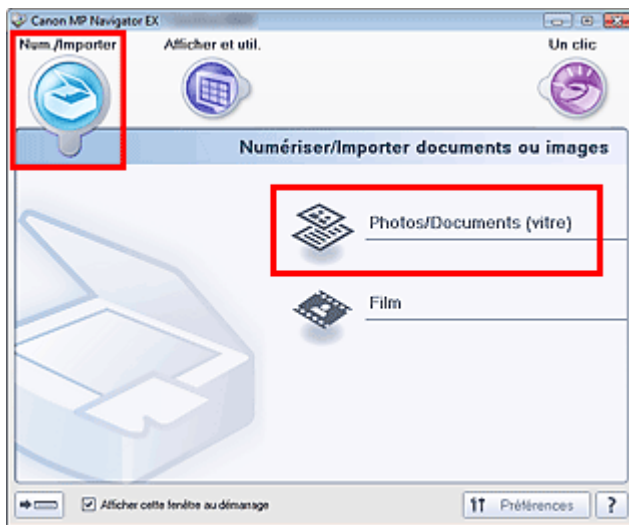 Canon MP Navigator EX
Num./Importer
Afficher et util.
Un clic
Numériser/Importer documents ou images
Photos/Documents (vitre)
Film
Afficher cette fenêtre au démarrage
Préférences
?